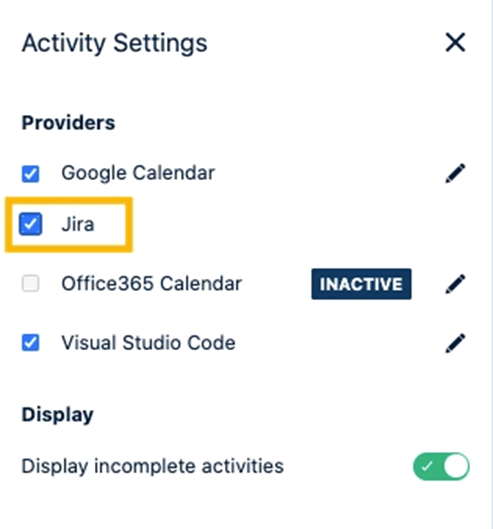 Activity Settings
Providers
Google Calendar
Jira
Office365 Calendar INACTIVE
Visual Studio Code
Display
Display incomplete activities